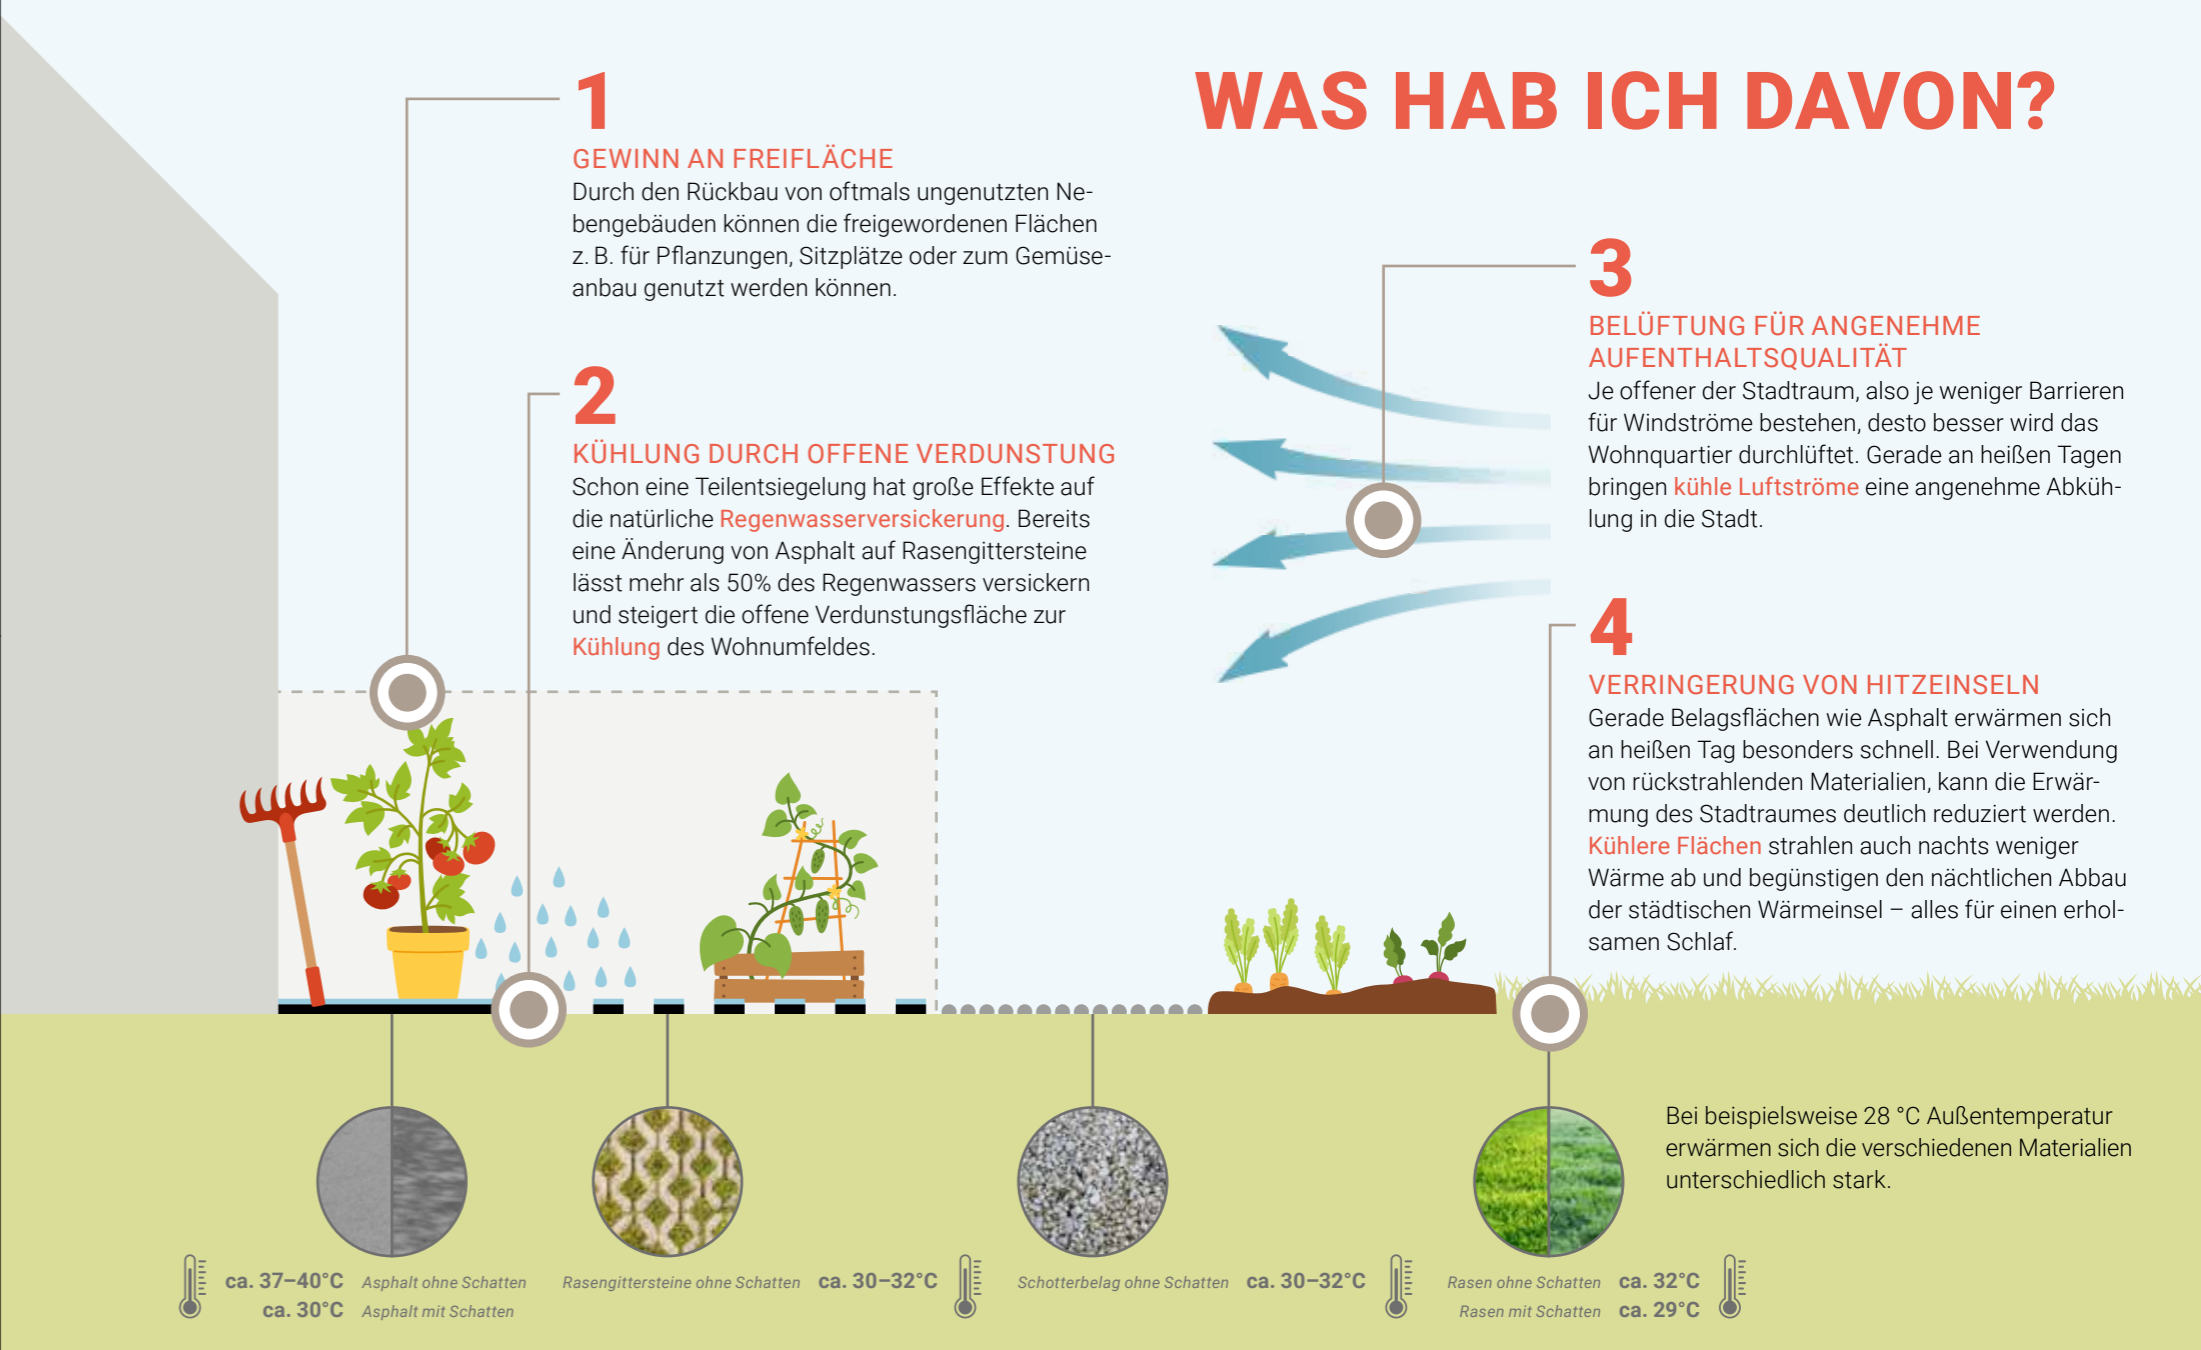 WAS HAB ICH DAVON?
1
GEWINN AN FREIFLÄCHE
Durch den Rückbau von oftmals ungenutzten Ne-
bengebäuden können die freigewordenen Flächen
z. B. für Pflanzungen, Sitzplätze oder zum Gemüse-
anbau genutzt werden können.
2
KÜHLUNG DURCH OFFENE VERDUNSTUNG
Schon eine Teilentsiegelung hat große Effekte auf
die natürliche Regenwasserversickerung. Bereits
eine Änderung von Asphalt auf Rasengittersteine
lässt mehr als 50% des Regenwassers versickern
und steigert die offene Verdunstungsfläche zur
Kühlung des Wohnumfeldes.
3
BELÜFTUNG FÜR ANGENEHME
AUFENTHALTSQUALITÄT
Je offener der Stadtraum, also je weniger Barrieren
für Windströme bestehen, desto besser wird das
Wohnquartier durchlüftet. Gerade an heißen Tagen
bringen kühle Luftströme eine angenehme Abküh-
lung in die Stadt.
4
VERRINGERUNG VON HITZEINSELN
Gerade Belagsflächen wie Asphalt erwärmen sich
an heißen Tag besonders schnell. Bei Verwendung
von rückstrahlenden Materialien, kann die Erwär-
mung des Stadtraumes deutlich reduziert werden.
Kühlere Flächen strahlen auch nachts weniger
Wärme ab und begünstigen den nächtlichen Abbau
der städtischen Wärmeinsel – alles für einen erhol-
samen Schlaf.
Bei beispielsweise 28 °C Außentemperatur
erwärmen sich die verschiedenen Materialien
unterschiedlich stark.
ca. 37–40°C Asphalt ohne Schatten
ca. 30°C Asphalt mit Schatten
Rasengittersteine ohne Schatten ca. 30–32°C
Schotterbelag ohne Schatten ca. 30–32°C
Rasen ohne Schatten ca. 32°C
Rasen mit Schatten ca. 29°C